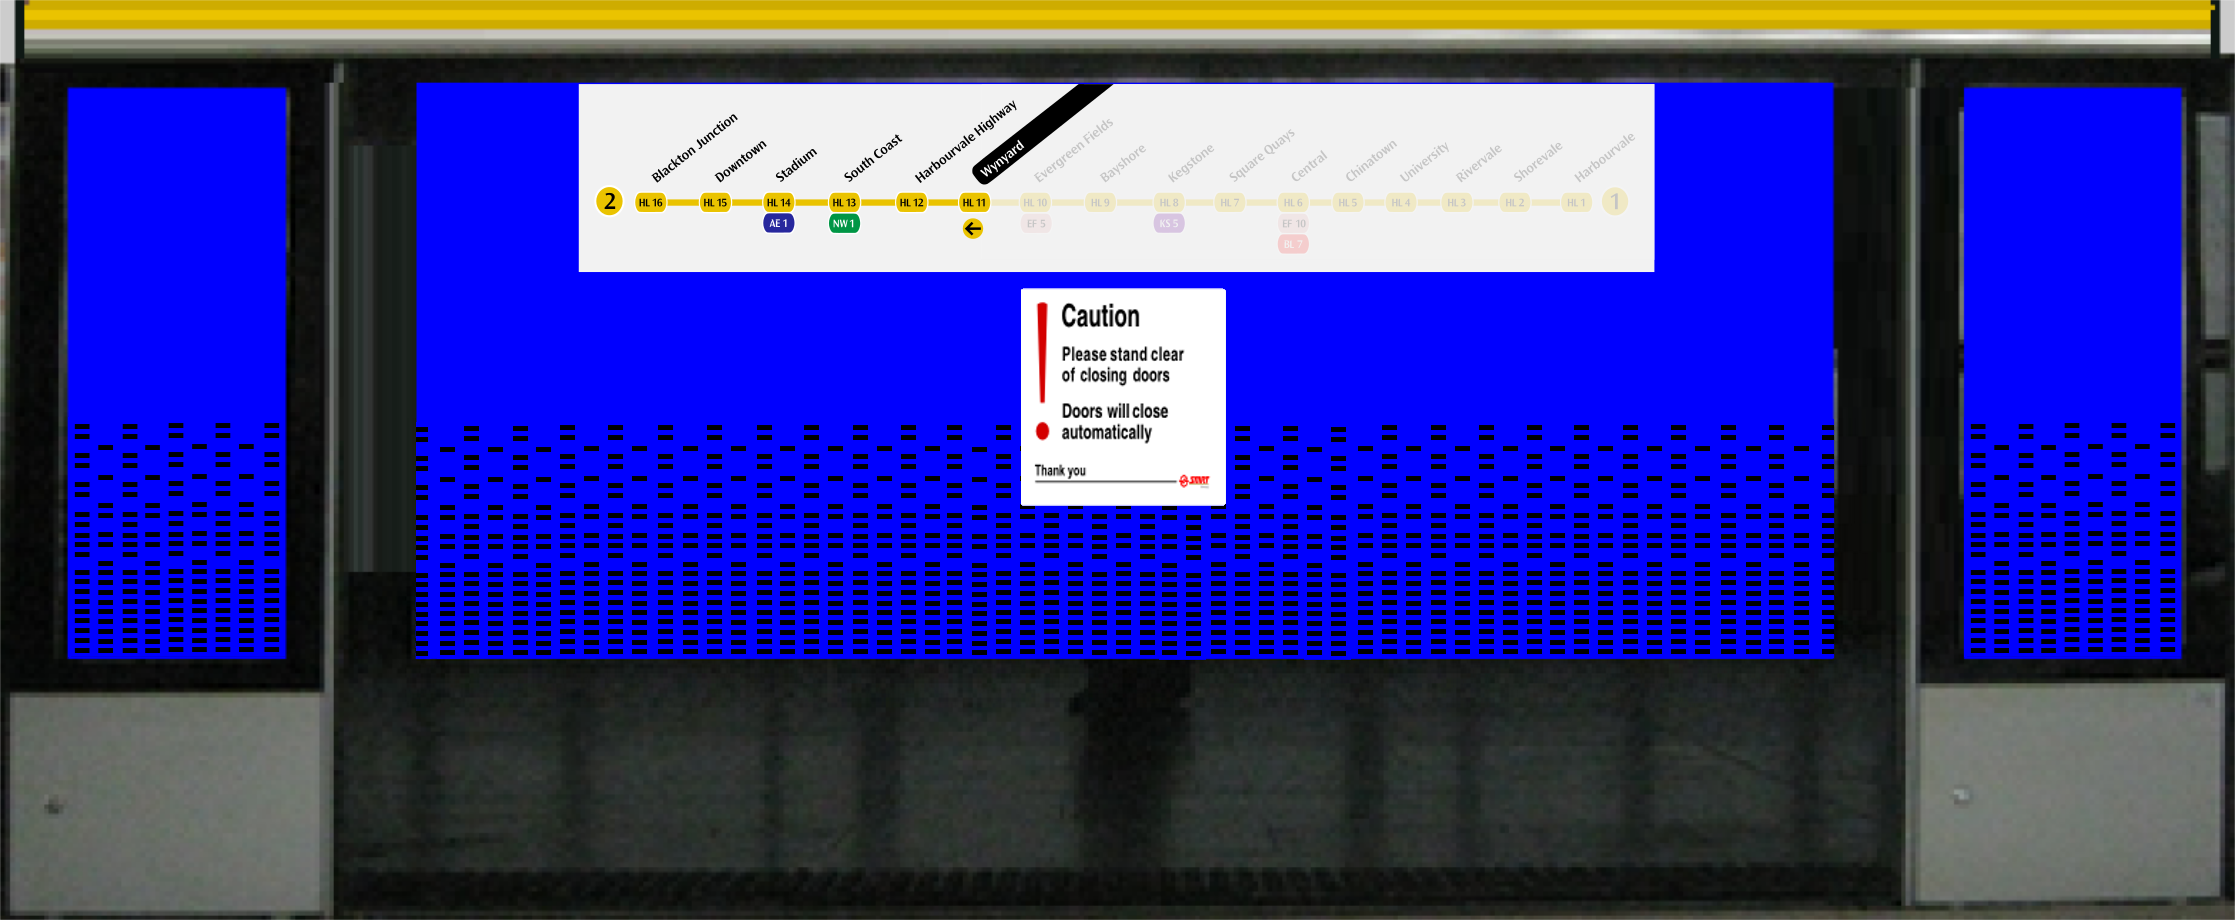 Blackton Junction
Downtown
Stadium
South Coast
Harbourvale Highway
Wynyard
Evergreen Fields
Bayshore
Kegstone
Square Quays
Central
Chinatown
University
Rivervale
Shorevale
Harbourvale
2 HL 16 HL 15 HL 14 HL 13 HL 12 HL 11 HL 10 HL 9 HL 8 HL 7 HL 6 HL 5 HL 4 HL 3 HL 2 HL 1 1
AE 1 NW 1 EF 5 KS 5 EF 10
BL 7
Caution
Please stand clear
of closing doors
Doors will close
automatically
Thank you
SMRT